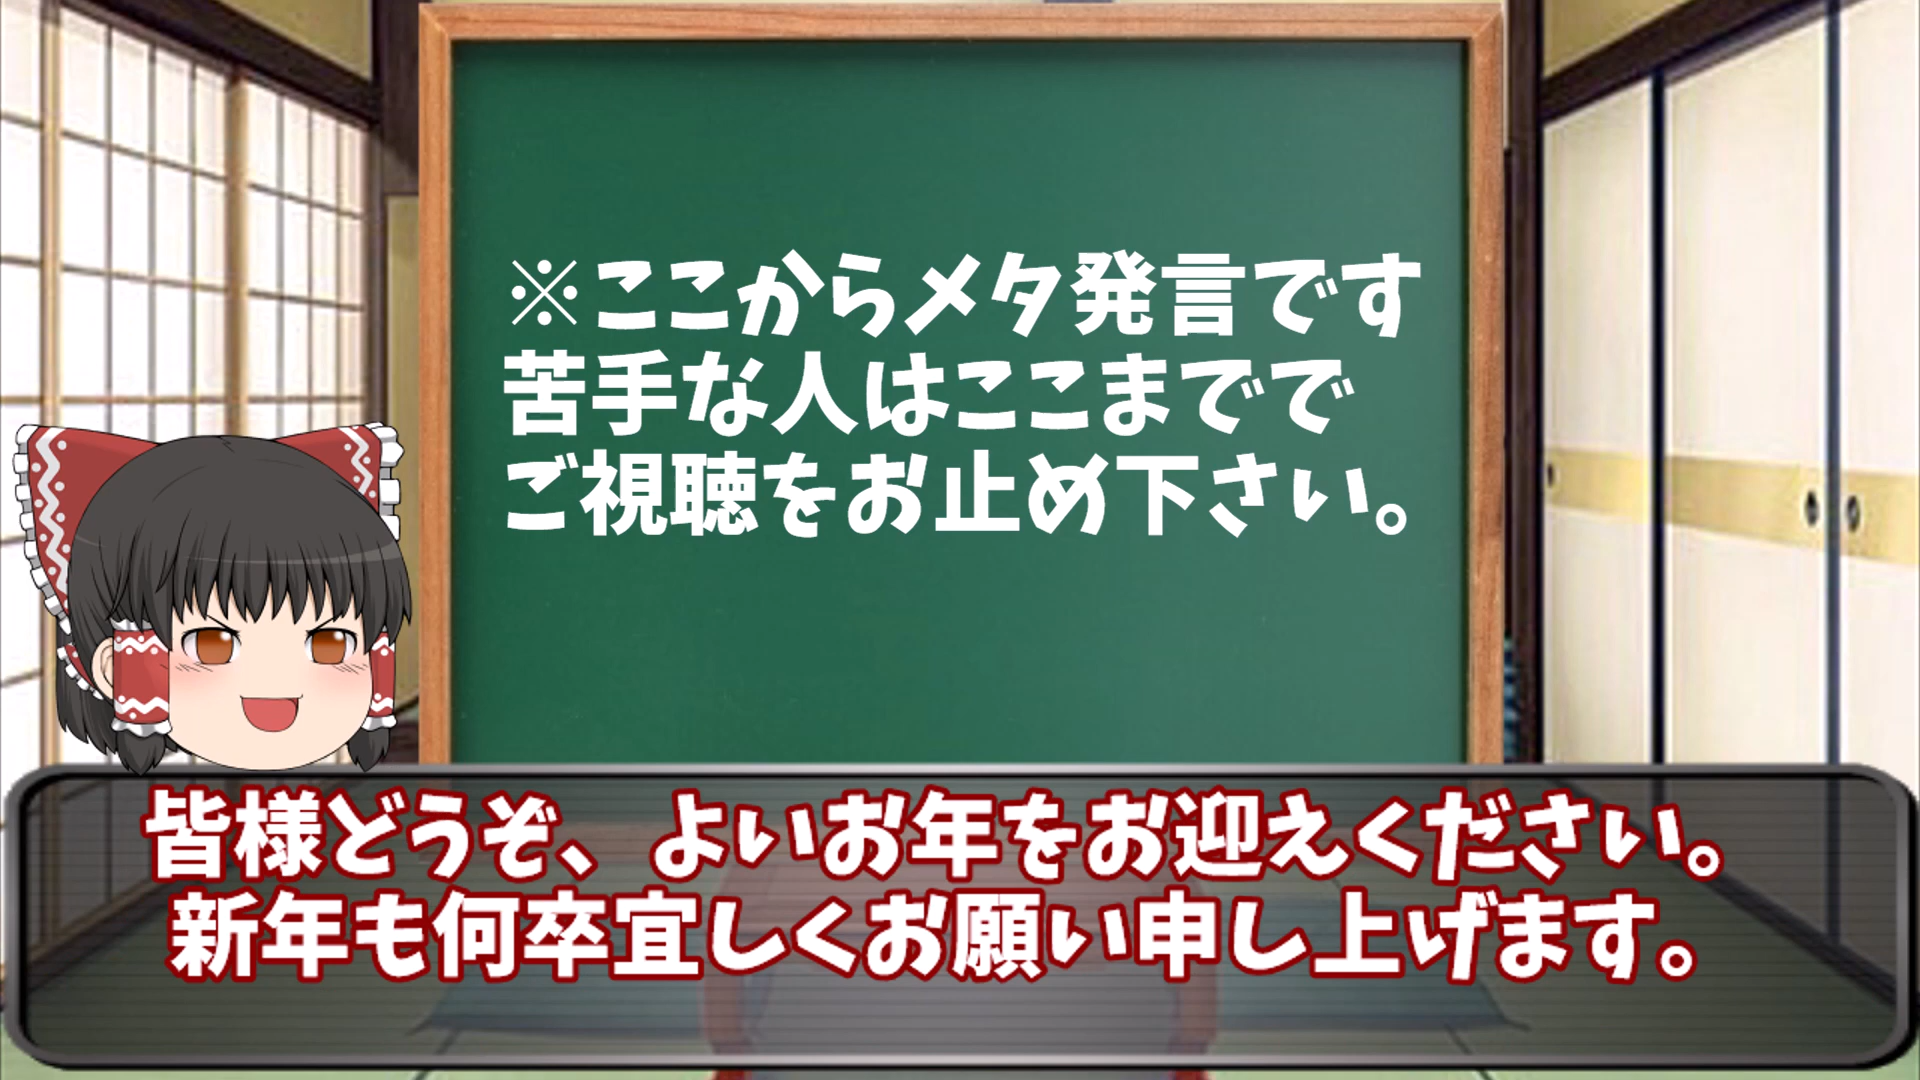 ※ここからメタ発言です
苦手な人はここまでで
ご視聴をお止め下さい。
皆様どうぞ、よいお年をお迎えください。
新年も何卒宜しくお願い申し上げます。